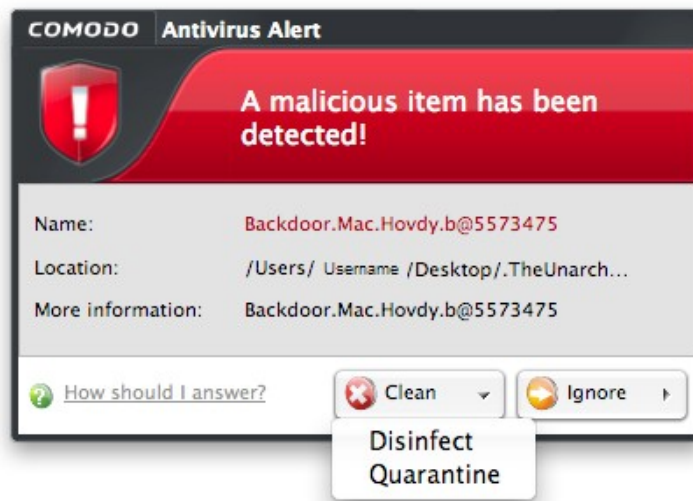 COMODO Antivirus Alert
A malicious item has been
detected!
Name: Backdoor.Mac.Hovdy.b@5573475
Location: /Users/ Username /Desktop/.TheUnarch...
More information: Backdoor.Mac.Hovdy.b@5573475
How should I answer? Clean Ignore
Disinfect
Quarantine